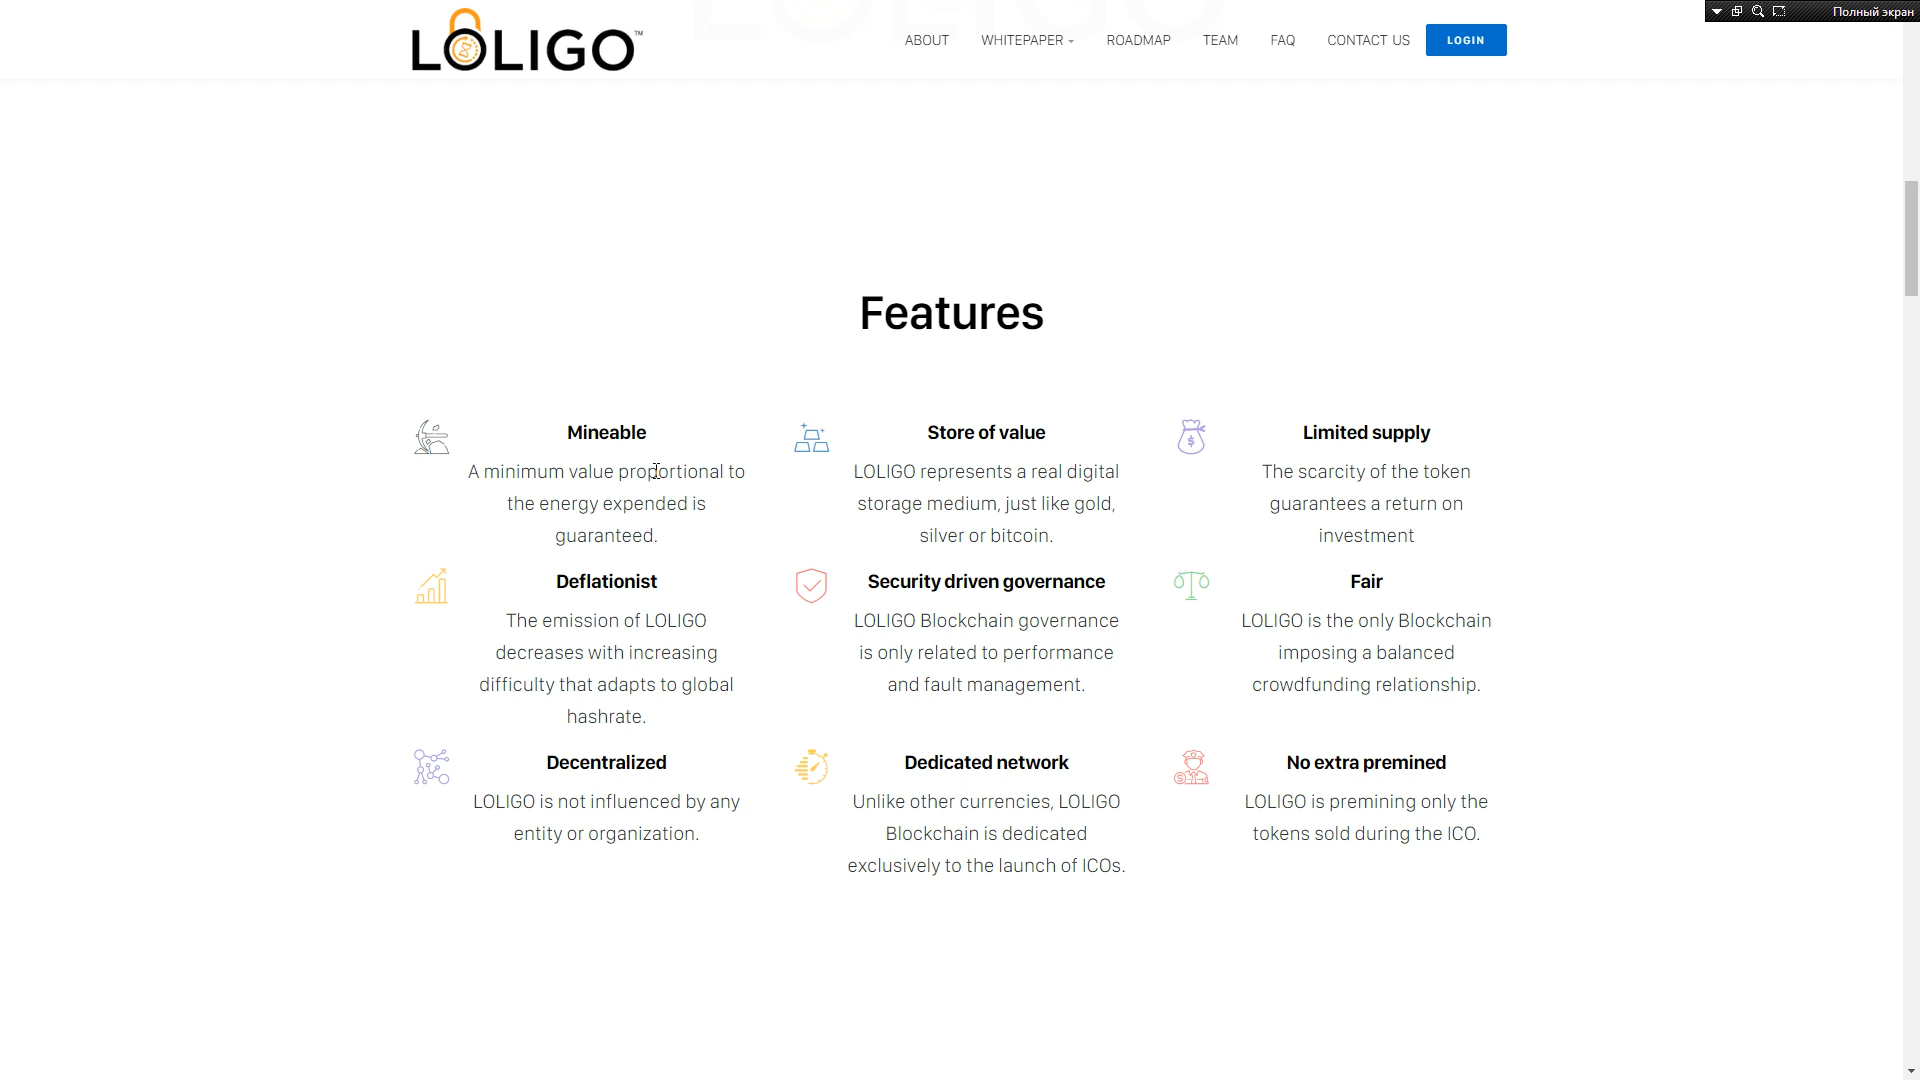 LOLIGO™
ABOUT
WHITEPAPER
ROADMAP
TEAM
FAQ
CONTACT US
LOGIN
Полный экран
Features
Mineable
A minimum value proportional to
the energy expended is
guaranteed.
Store of value
LOLIGO represents a real digital
storage medium, just like gold,
silver or bitcoin.
Limited supply
The scarcity of the token
guarantees a return on
investment
Deflationist
The emission of LOLIGO
decreases with increasing
difficulty that adapts to global
hashrate.
Security driven governance
LOLIGO Blockchain governance
is only related to performance
and fault management.
Fair
LOLIGO is the only Blockchain
imposing a balanced
crowdfunding relationship.
Decentralized
LOLIGO is not influenced by any
entity or organization.
Dedicated network
Unlike other currencies, LOLIGO
Blockchain is dedicated
exclusively to the launch of ICOs.
No extra premined
LOLIGO is premining only the
tokens sold during the ICO.